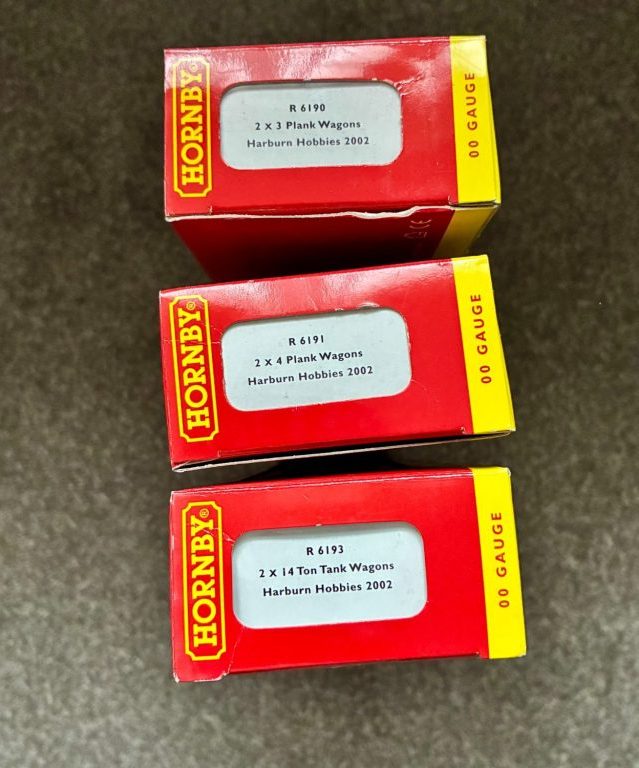 HORNBY
R 6190
2 X 3 Plank Wagons
Harburn Hobbies 2002
00 GAUGE
CE
HORNBY®
R 6191
2 X 4 Plank Wagons
Harburn Hobbies 2002
00 GAUGE
HORNBY®
R 6193
2 X 14 Ton Tank Wagons
Harburn Hobbies 2002
00 GAUGE